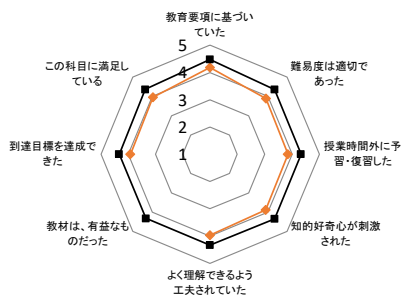 教育要項に基づい
ていた
難易度は適切で
あった
授業時間外に予
習・復習した
知的好奇心が刺激
された
よく理解できるよう
工夫されていた
教材は、有益なも
のだった
到達目標を達成で
きた
この科目に満足し
ている
5
4
3
2
1